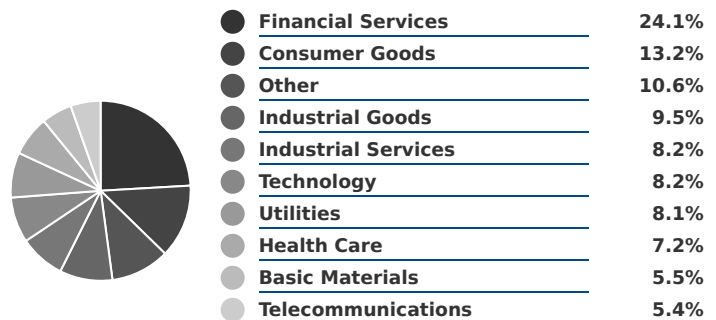 Financial Services 24.1%
Consumer Goods 13.2%
Other 10.6%
Industrial Goods 9.5%
Industrial Services 8.2%
Technology 8.2%
Utilities 8.1%
Health Care 7.2%
Basic Materials 5.5%
Telecommunications 5.4%